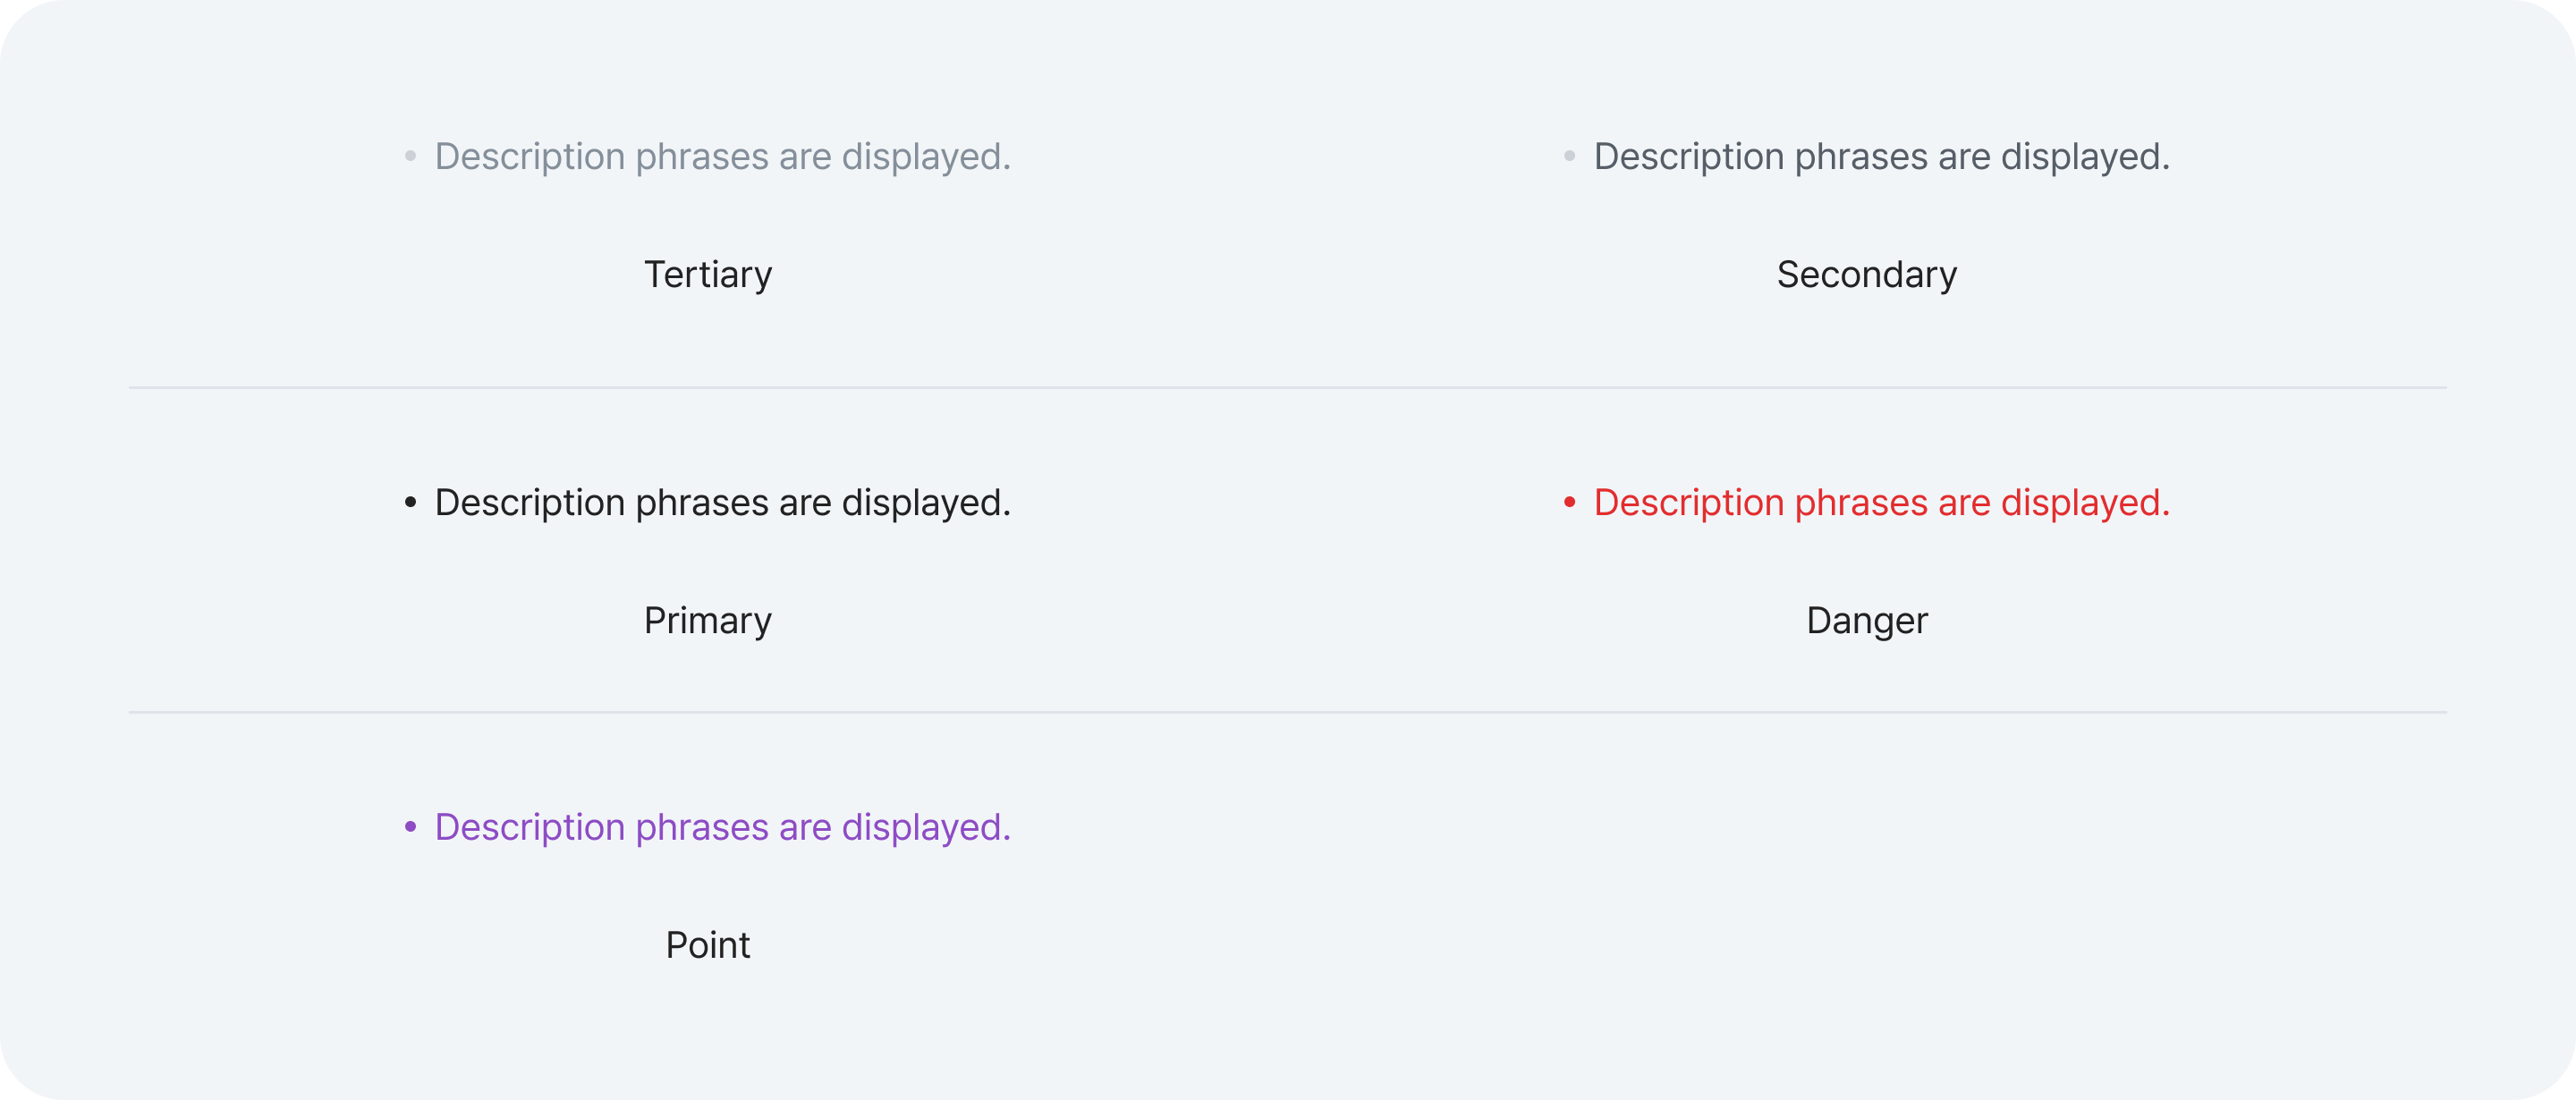 • Description phrases are displayed.
Tertiary
• Description phrases are displayed.
Secondary
• Description phrases are displayed.
Primary
• Description phrases are displayed.
Danger
• Description phrases are displayed.
Point